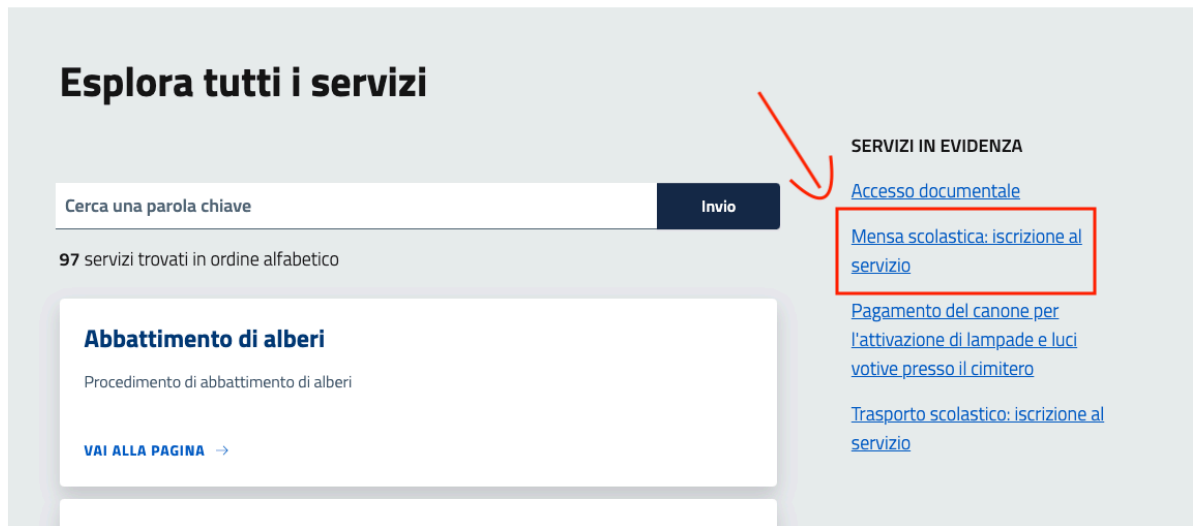 Esplora tutti i servizi
Cerca una parola chiave
Invio
97 servizi trovati in ordine alfabetico
Abbattimento di alberi
Procedimento di abbattimento di alberi
VAI ALLA PAGINA →
SERVIZI IN EVIDENZA
Accesso documentale
Mensa scolastica: iscrizione al
servizio
Pagamento del canone per
l'attivazione di lampade e luci
votive presso il cimitero
Trasporto scolastico: iscrizione al
servizio